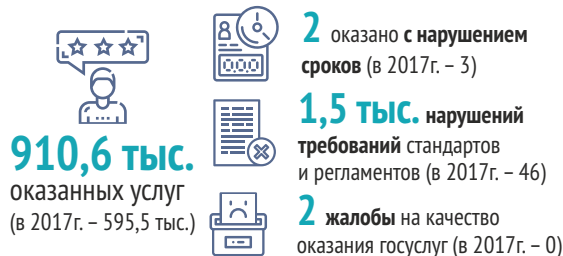 910,6 тыс.
оказанных услуг
(в 2017г. – 595,5 тыс.)
2 оказано с нарушением
сроков (в 2017г. – 3)
1,5 тыс. нарушений
требований стандартов
и регламентов (в 2017г. – 46)
2 жалобы на качество
оказания госуслуг (в 2017г. – 0)